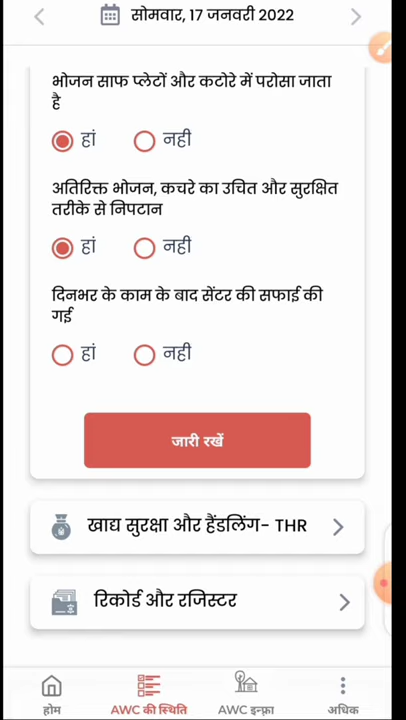 सोमवार, 17 जनवरी 2022
भोजन साफ प्लेटों और कटोरे में परोसा जाता
है
हां नही
अतिरिक्त भोजन, कचरे का उचित और सुरक्षित
तरीके से निपटान
हां नही
दिनभर के काम के बाद सेंटर की सफाई की
गई
हां नही
जारी रखें
खाद्य सुरक्षा और हैंडलिंग- THR
रिकोर्ड और रजिस्टर
होम AWC की स्थिति AWC इन्फ्रा अधिक